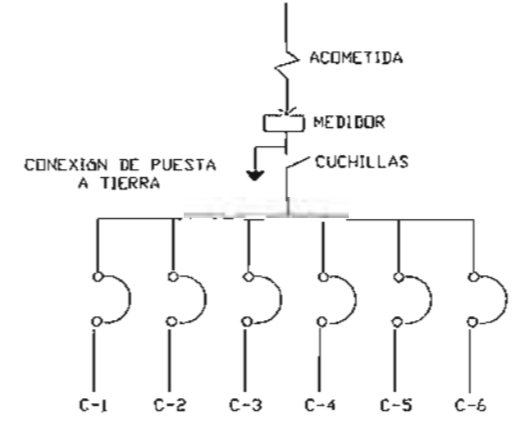 ACOMETIDA
MEDIDOR
CONEXIÓN DE PUESTA
A TIERRA
CUCHILLAS
C-1 C-2 C-3 C-4 C-5 C-6